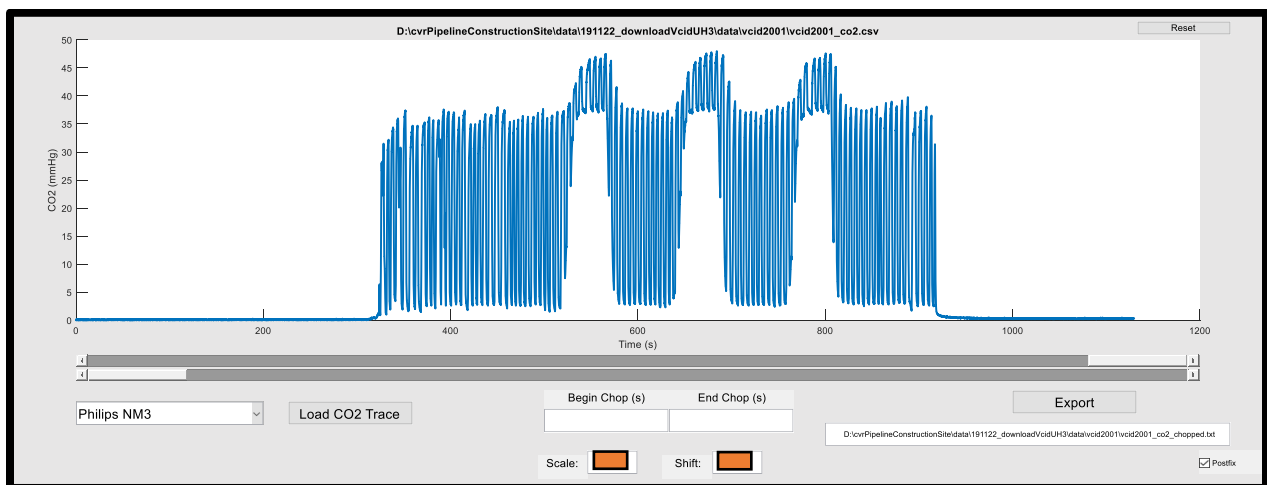 D:\cvrPipelineConstructionSite\data\191122_downloadVcidUH3\data\vcid2001\vcid2001_co2.csv
Reset
50
45
40
35
30
25
20
15
10
5
0
CO2 (mmHg)
0 200 400 600 800 1000 1200
Time (s)
Philips NM3
Load CO2 Trace
Begin Chop (s) End Chop (s)
Export
D:\cvrPipelineConstructionSite\data\191122_downloadVcidUH3\data\vcid2001\vcid2001_co2_chopped.txt
Scale: Shift:
Postfix